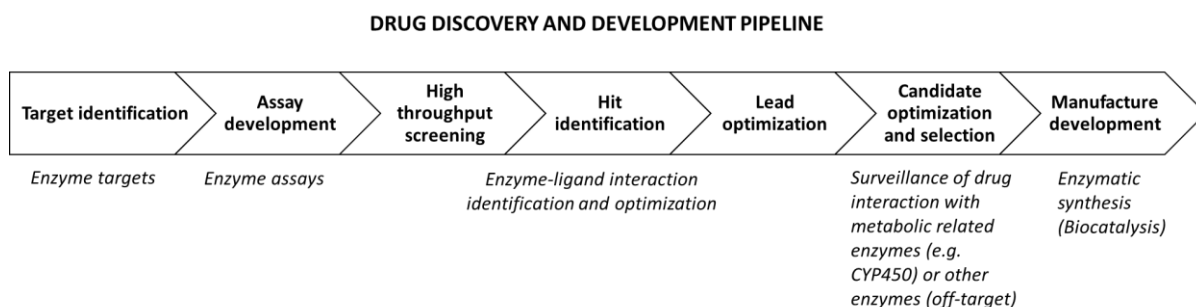 DRUG DISCOVERY AND DEVELOPMENT PIPELINE
Target identification
Assay
development
High
throughput
screening
Hit
identification
Lead
optimization
Candidate
optimization
and selection
Manufacture
development
Enzyme targets
Enzyme assays
Enzyme-ligand interaction
identification and optimization
Surveillance of drug
interaction with
metabolic related
enzymes (e.g.
CYP450) or other
enzymes (off-target)
Enzymatic
synthesis
(Biocatalysis)